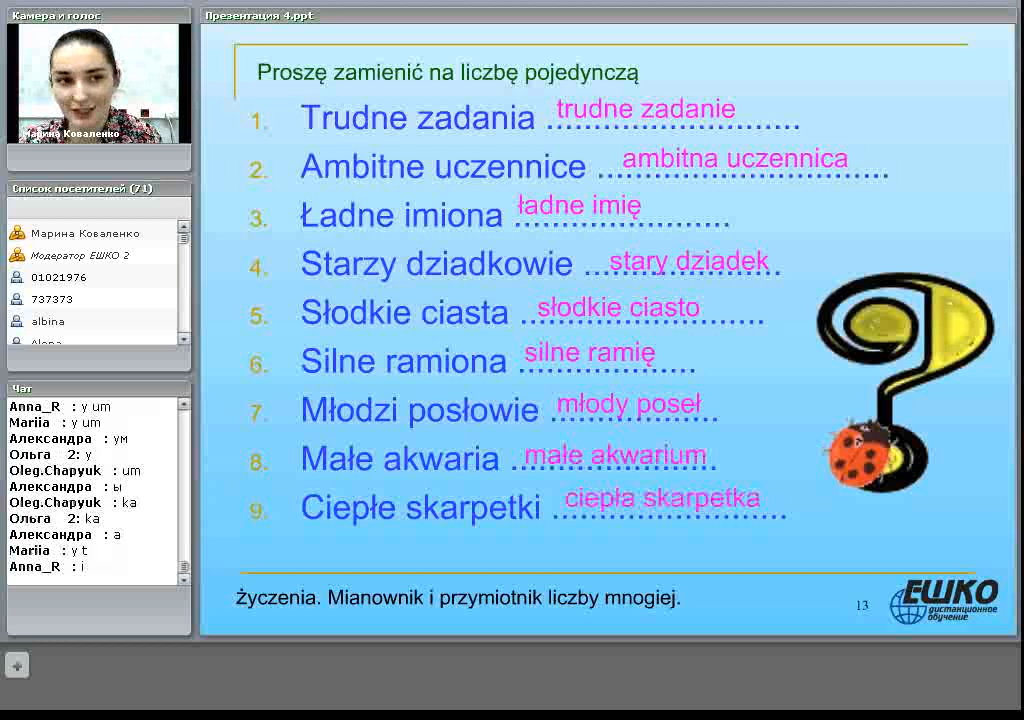 Камера и голос
Марина Коваленко
Список посетителей (71)
Марина Коваленко
Модератор ЕШКО 2
01021976
737373
albina
Alena
Чат
Anna_R : y um
Mariia : y um
Александра : ум
Ольга 2: y
Oleg.Chapyuk : um
Александра : ы
Oleg.Chapyuk : ka
Ольга 2: ka
Александра : а
Mariia : y t
Anna_R : i
Презентация 4.ppt
Proszę zamienić na liczbę pojedynczą
1. Trudne zadania ........................... trudne zadanie
2. Ambitne uczennice ............................... ambitna uczennica
3. Ładne imiona ....................... ładne imię
4. Starzy dziadkowie ..................... stary dziadek
5. Słodkie ciasta .......................... słodkie ciasto
6. Silne ramiona ................... silne ramię
7. Młodzi posłowie .................. młody poseł
8. Małe akwaria ...................... małe akwarium
9. Ciepłe skarpetki ......................... ciepła skarpetka
Życzenia. Mianownik i przymiotnik liczby mnogiej.
13
ЕШКО
дистанционное
обучение